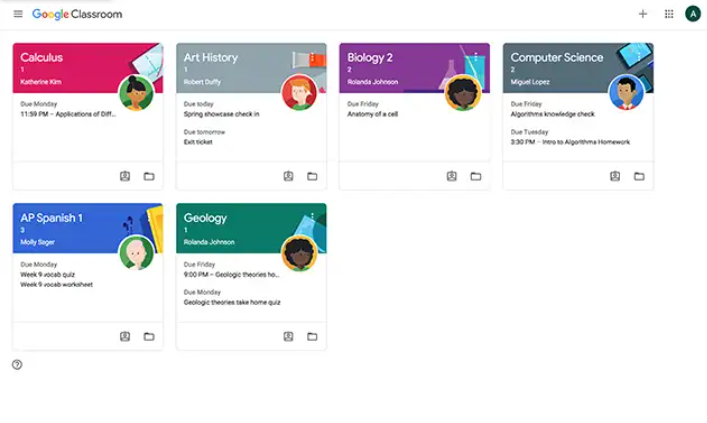 Google Classroom
A
Calculus
1
Katherine Kim
Due Monday
11:59 PM – Applications of Diff...
Art History
1
Robert Duffy
Due today
Spring showcase check in
Due tomorrow
Exit ticket
Biology 2
2
Rolanda Johnson
Due Friday
Anatomy of a cell
Computer Science
2
Miguel Lopez
Due Friday
Algorithms knowledge check
Due Tuesday
3:30 PM – Intro to Algorithms Homework
AP Spanish 1
3
Molly Seger
Due Monday
Week 9 vocab quiz
Week 9 vocab worksheet
Geology
1
Rolanda Johnson
Due Friday
9:00 PM – Geologic theories ho...
Due Monday
Geologic theories take home quiz